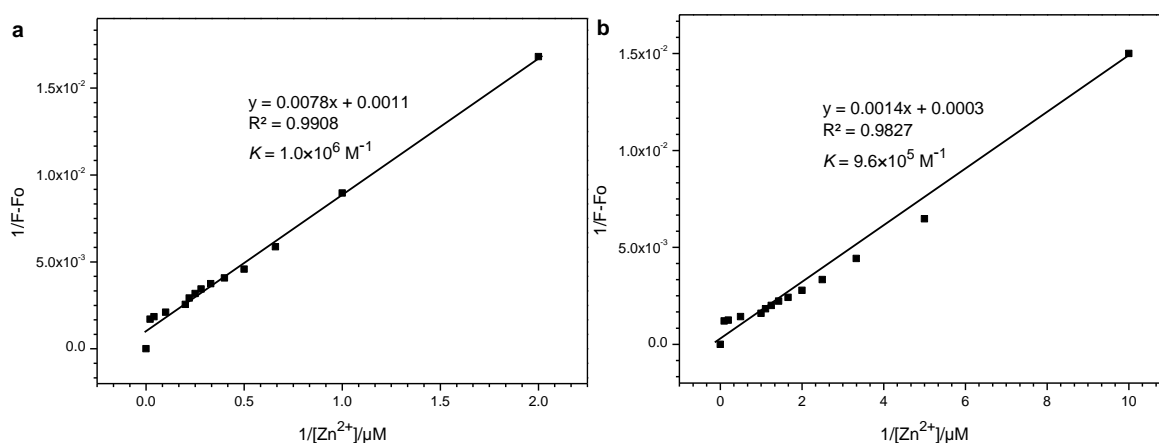 a
y = 0.0078x + 0.0011
R² = 0.9908
K = 1.0×10⁶ M⁻¹
1/F-Fo
1.5x10⁻²
1.0x10⁻²
5.0x10⁻³
0.0
0.0 0.5 1.0 1.5 2.0
1/[Zn²⁺]/µM
b
y = 0.0014x + 0.0003
R² = 0.9827
K = 9.6×10⁵ M⁻¹
1/F-Fo
1.5x10⁻²
1.0x10⁻²
5.0x10⁻³
0.0
0 2 4 6 8 10
1/[Zn²⁺]/µM